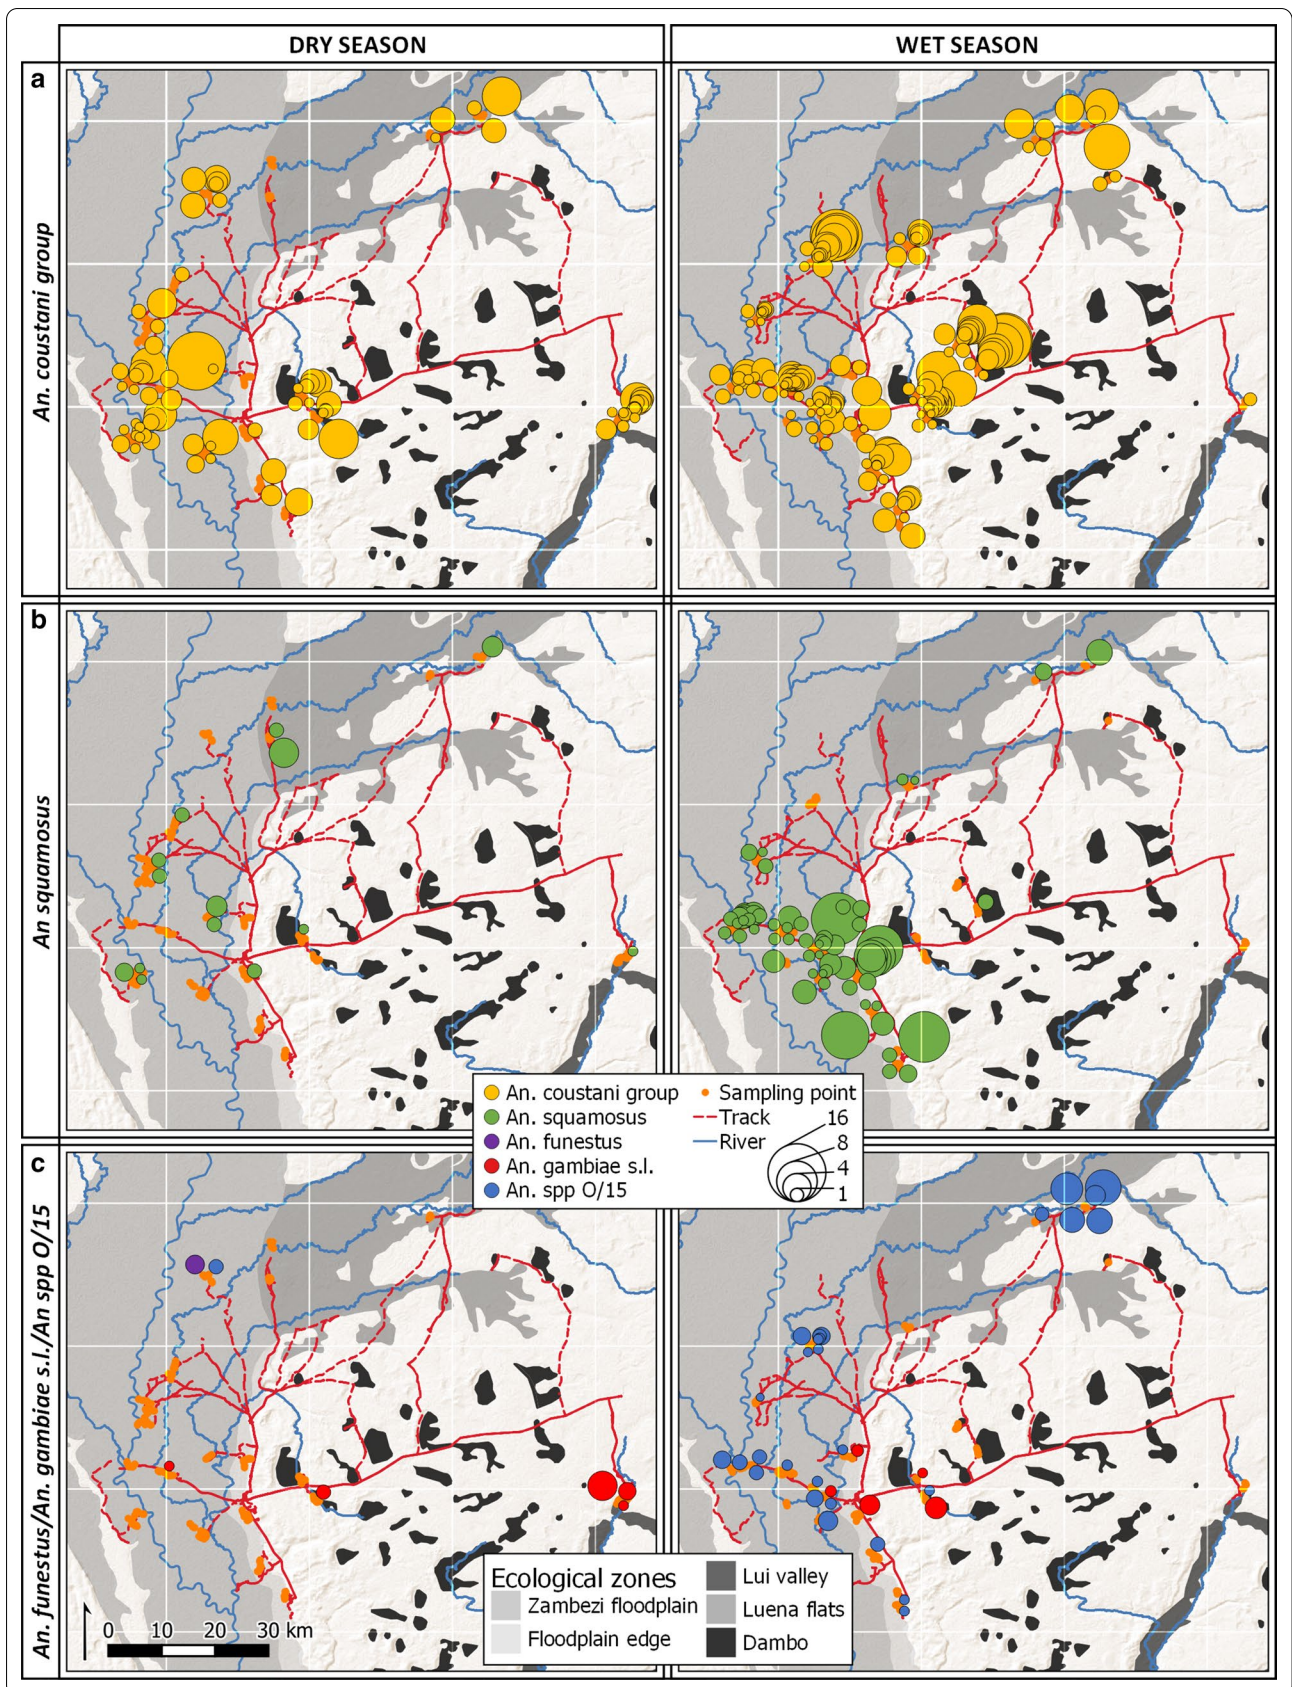 DRY SEASON
WET SEASON
a
An. coustani group
b
An squamosus
An. coustani group
An. squamosus
An. funestus
An. gambiae s.l.
An. spp O/15
Sampling point
Track
River
16
8
4
1
c
An. funestus/An. gambiae s.l./An spp O/15
0 10 20 30 km
Ecological zones
Zambezi floodplain
Floodplain edge
Lui valley
Luena flats
Dambo